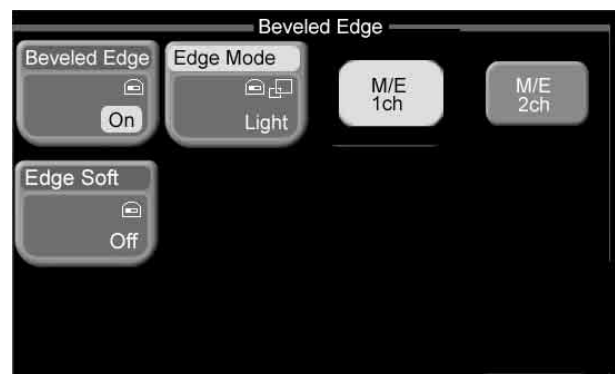 Beveled Edge
Beveled Edge
On
Edge Mode
Light
M/E
1ch
M/E
2ch
Edge Soft
Off